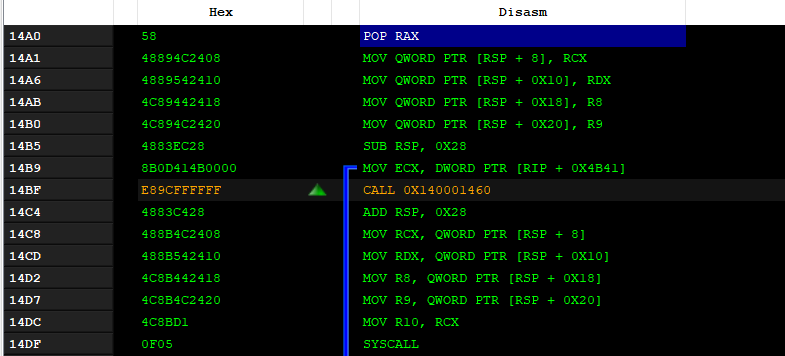 Hex Disasm
14A0 58 POP RAX
14A1 48894C2408 MOV QWORD PTR [RSP + 8], RCX
14A6 4889542410 MOV QWORD PTR [RSP + 0X10], RDX
14AB 4C89442418 MOV QWORD PTR [RSP + 0X18], R8
14B0 4C894C2420 MOV QWORD PTR [RSP + 0X20], R9
14B5 4883EC28 SUB RSP, 0X28
14B9 8B0D414B0000 MOV ECX, DWORD PTR [RIP + 0X4B41]
14BF E89CFFFFFF CALL 0X140001460
14C4 4883C428 ADD RSP, 0X28
14C8 488B4C2408 MOV RCX, QWORD PTR [RSP + 8]
14CD 488B542410 MOV RDX, QWORD PTR [RSP + 0X10]
14D2 4C8B442418 MOV R8, QWORD PTR [RSP + 0X18]
14D7 4C8B4C2420 MOV R9, QWORD PTR [RSP + 0X20]
14DC 4C8BD1 MOV R10, RCX
14DF 0F05 SYSCALL